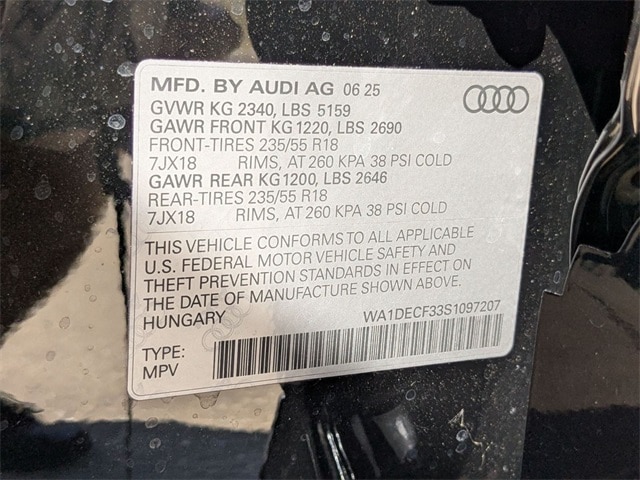 MFD. BY AUDI AG 06 25
GVWR KG 2340, LBS 5159
GAWR FRONT KG 1220, LBS 2690
FRONT-TIRES 235/55 R18
7JX18 RIMS, AT 260 KPA 38 PSI COLD
GAWR REAR KG1200, LBS 2646
REAR-TIRES 235/55 R18
7JX18 RIMS, AT 260 KPA 38 PSI COLD
THIS VEHICLE CONFORMS TO ALL APPLICABLE
U.S. FEDERAL MOTOR VEHICLE SAFETY AND
THEFT PREVENTION STANDARDS IN EFFECT ON
THE DATE OF MANUFACTURE SHOWN ABOVE.
HUNGARY WA1DECF33S1097207
TYPE:
MPV